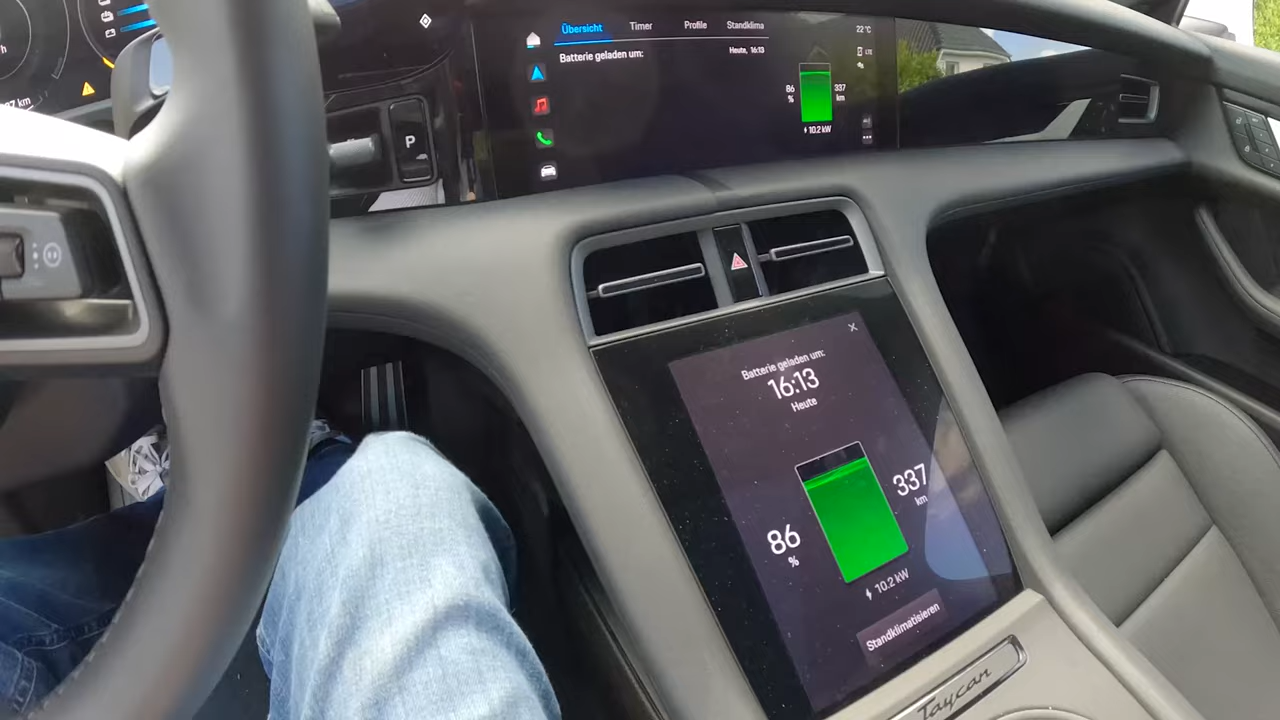 Übersicht Timer Profile Standklima
Batterie geladen um: Heute, 16:13
22 °C
LTE
86
%
337
km
10.2 kW
P
Batterie geladen um:
16:13
Heute
86
%
337
km
10.2 kW
Standklimatisieren
Taycan